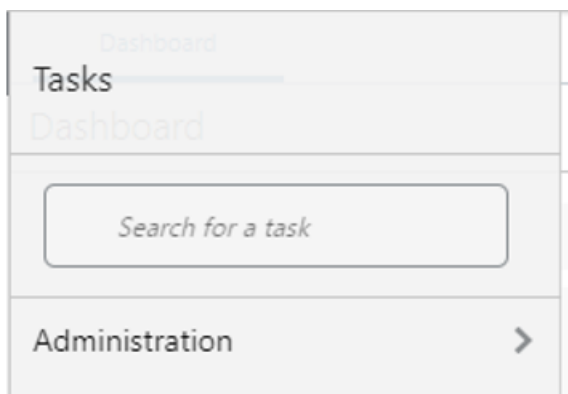 Dashboard
Tasks
Dashboard
Search for a task
Administration